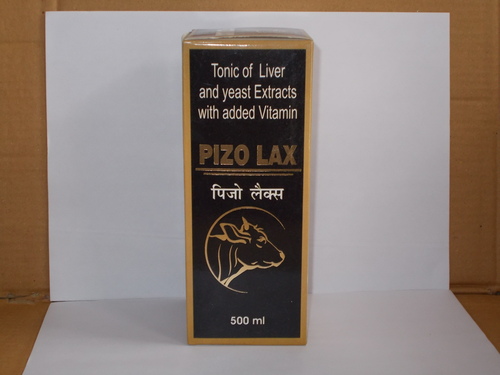 Tonic of Liver
and yeast Extracts
with added Vitamin
PIZO LAX
पिजो लैक्स
500 ml